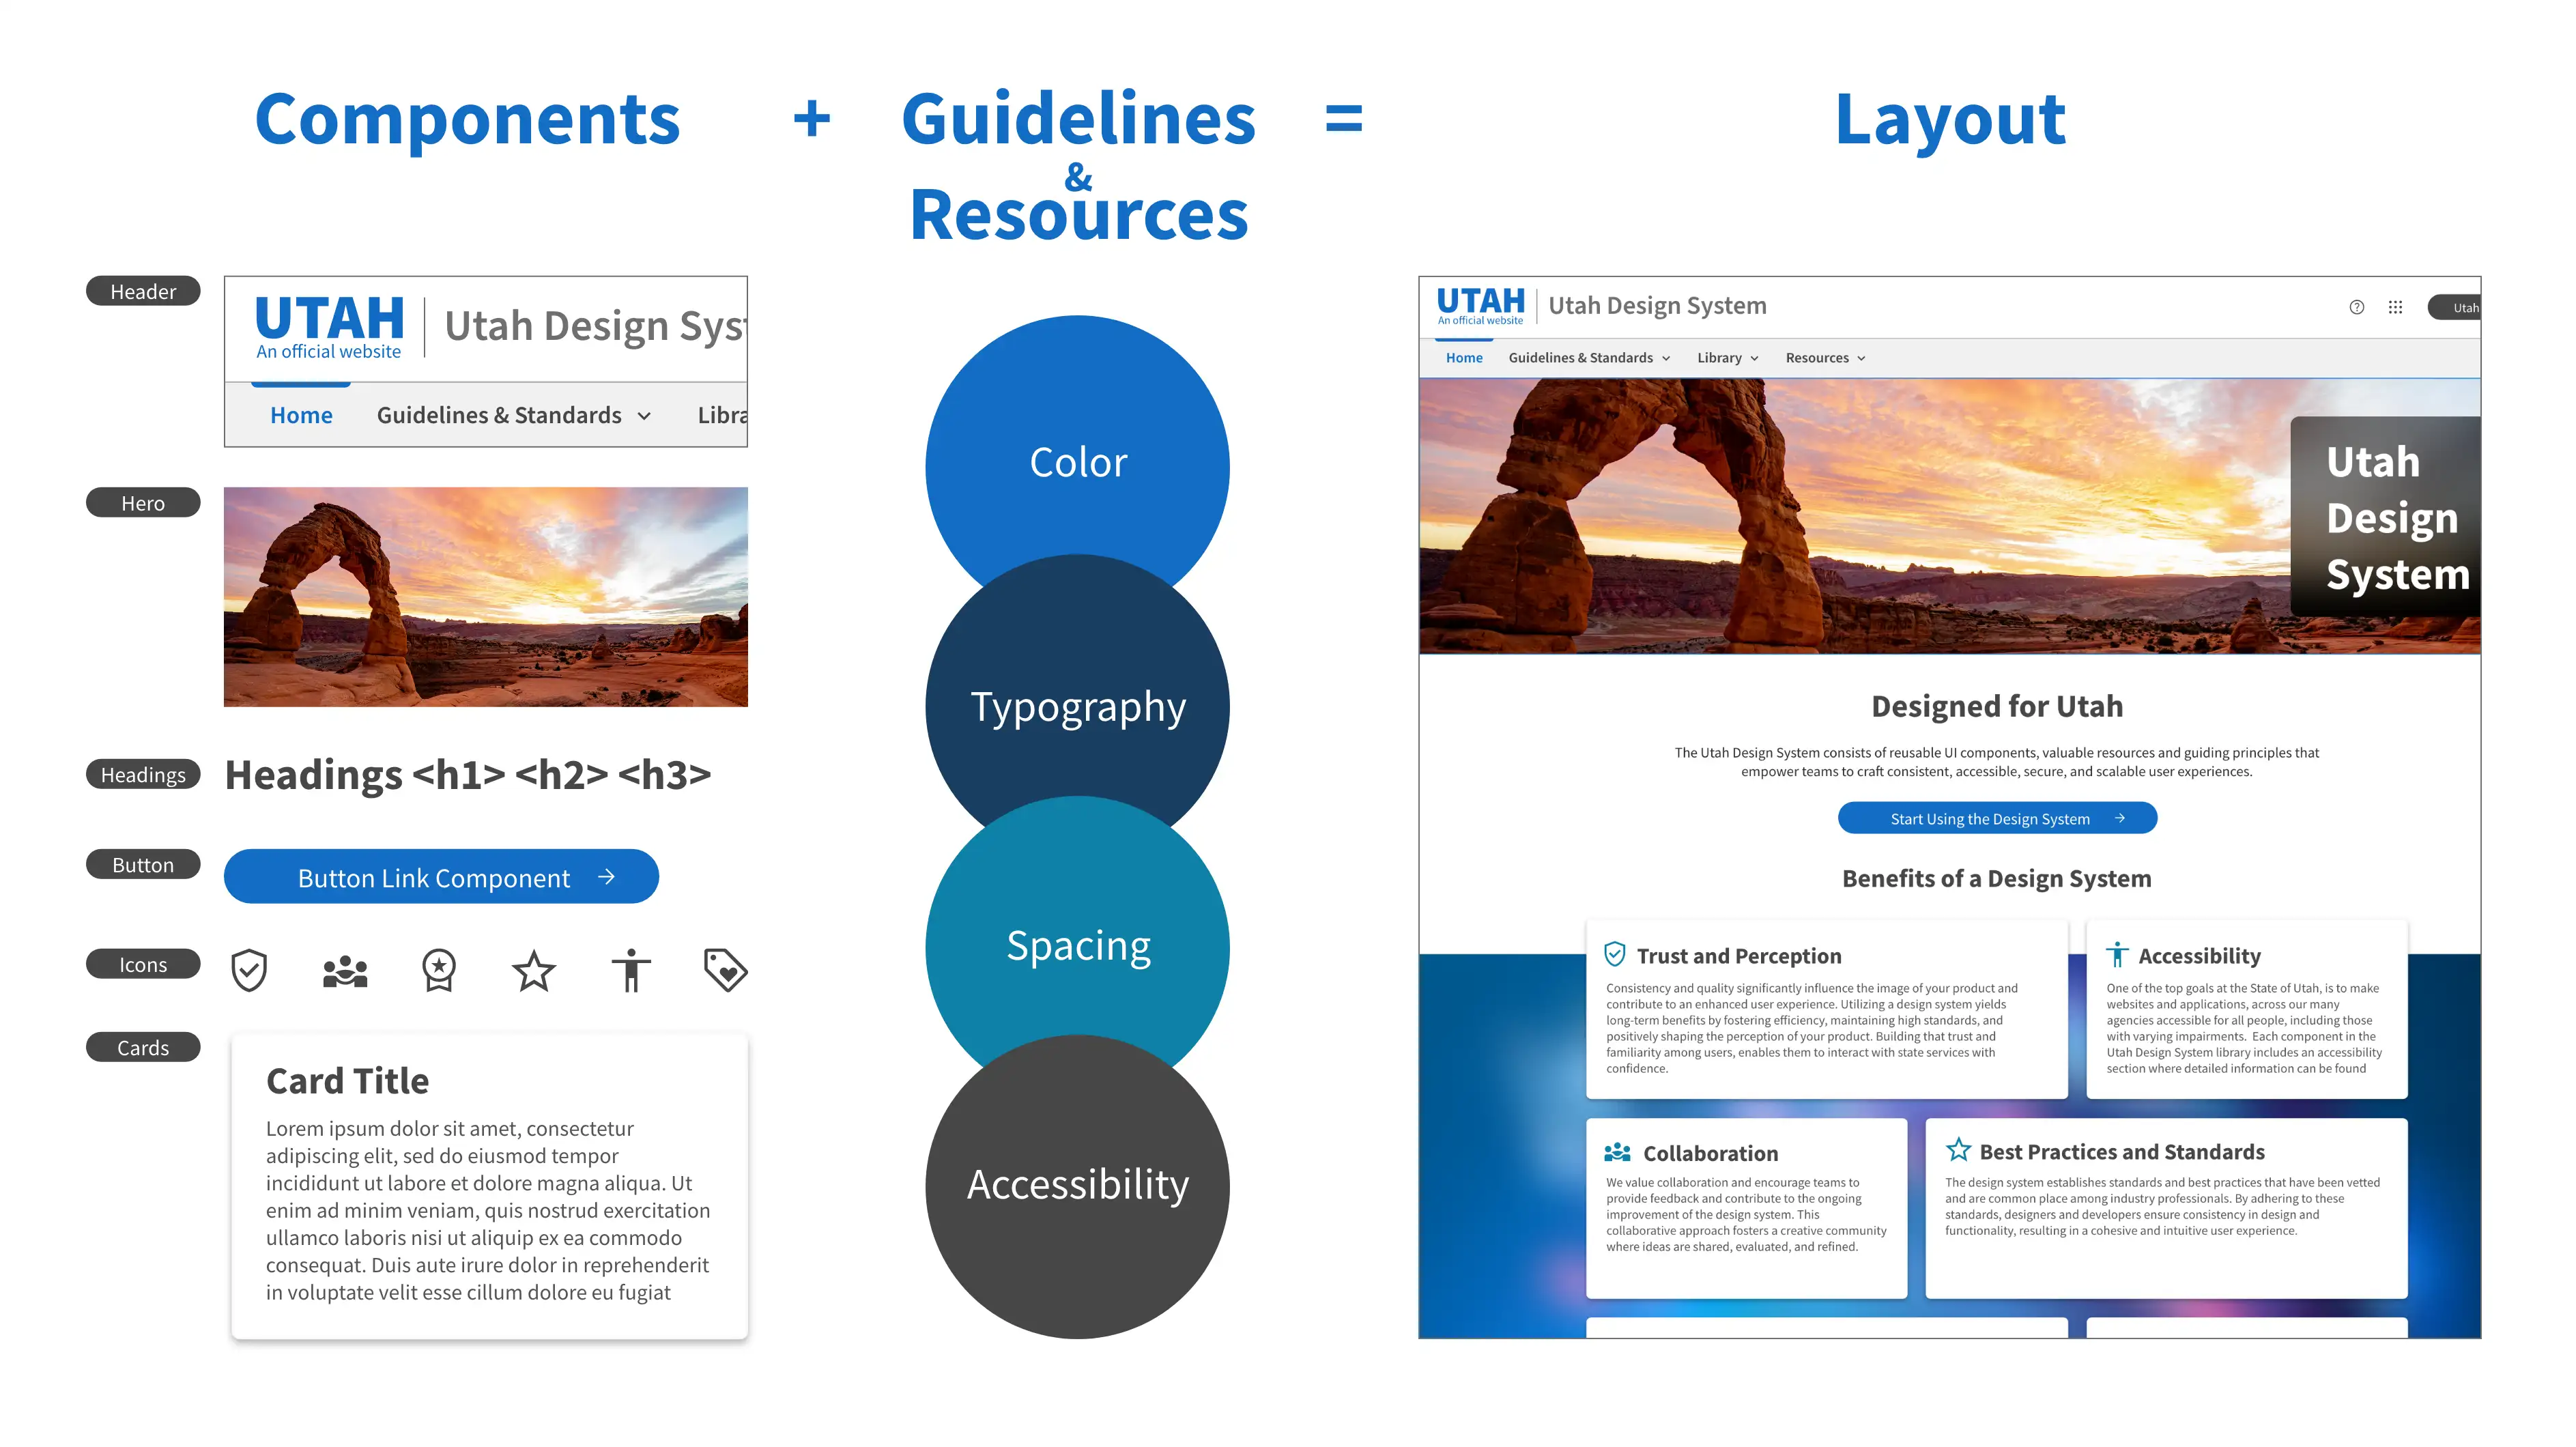 Components + Guidelines & Resources = Layout
Header
UTAH
An official website
Utah Design Syst
Home Guidelines & Standards Libra
Hero
Headings
Headings <h1> <h2> <h3>
Button
Button Link Component
Icons
Cards
Card Title
Lorem ipsum dolor sit amet, consectetur
adipiscing elit, sed do eiusmod tempor
incididunt ut labore et dolore magna aliqua. Ut
enim ad minim veniam, quis nostrud exercitation
ullamco laboris nisi ut aliquip ex ea commodo
consequat. Duis aute irure dolor in reprehenderit
in voluptate velit esse cillum dolore eu fugiat
Color
Typography
Spacing
Accessibility
UTAH
An official website
Utah Design System
Utah
Home Guidelines & Standards Library Resources
Utah
Design
System
Designed for Utah
The Utah Design System consists of reusable UI components, valuable resources and guiding principles that
empower teams to craft consistent, accessible, secure, and scalable user experiences.
Start Using the Design System
Benefits of a Design System
Trust and Perception
Consistency and quality significantly influence the image of your product and
contribute to an enhanced user experience. Utilizing a design system yields
long-term benefits by fostering efficiency, maintaining high standards, and
positively shaping the perception of your product. Building that trust and
familiarity among users, enables them to interact with state services with
confidence.
Accessibility
One of the top goals at the State of Utah, is to make
websites and applications, across our many
agencies accessible for all people, including those
with varying impairments. Each component in the
Utah Design System library includes an accessibility
section where detailed information can be found
Collaboration
We value collaboration and encourage teams to
provide feedback and contribute to the ongoing
improvement of the design system. This
collaborative approach fosters a creative community
where ideas are shared, evaluated, and refined.
Best Practices and Standards
The design system establishes standards and best practices that have been vetted
and are common place among industry professionals. By adhering to these
standards, designers and developers ensure consistency in design and
functionality, resulting in a cohesive and intuitive user experience.